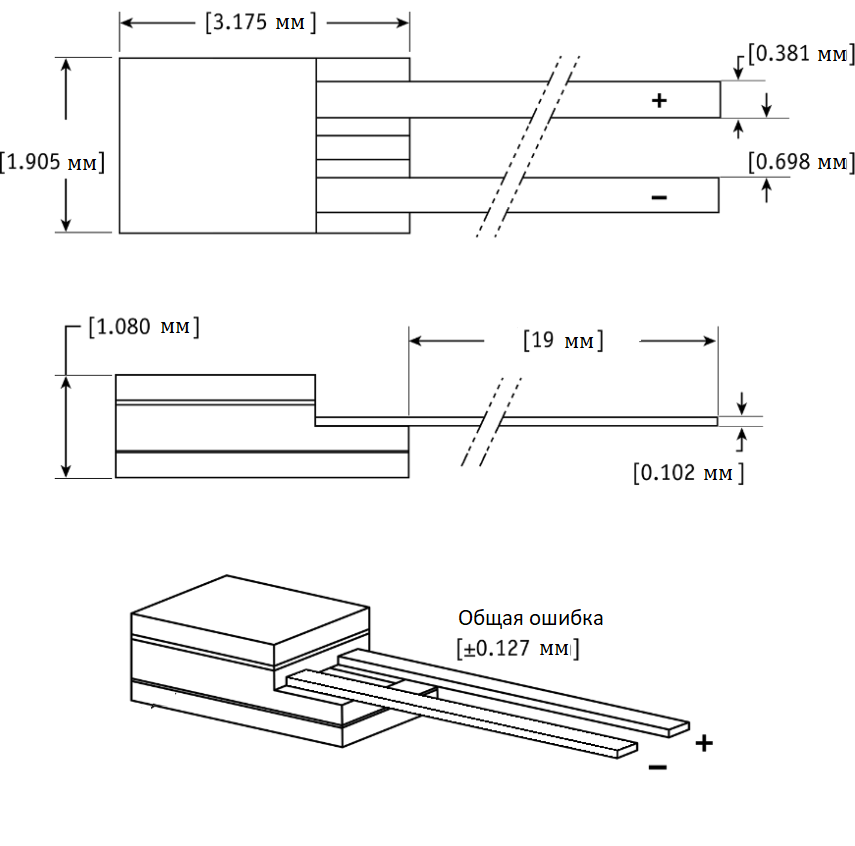 [3.175 мм]
[0.381 мм]
+
[1.905 мм]
[0.698 мм]
−
[1.080 мм]
[19 мм]
[0.102 мм]
Общая ошибка
[±0.127 мм]
+
−